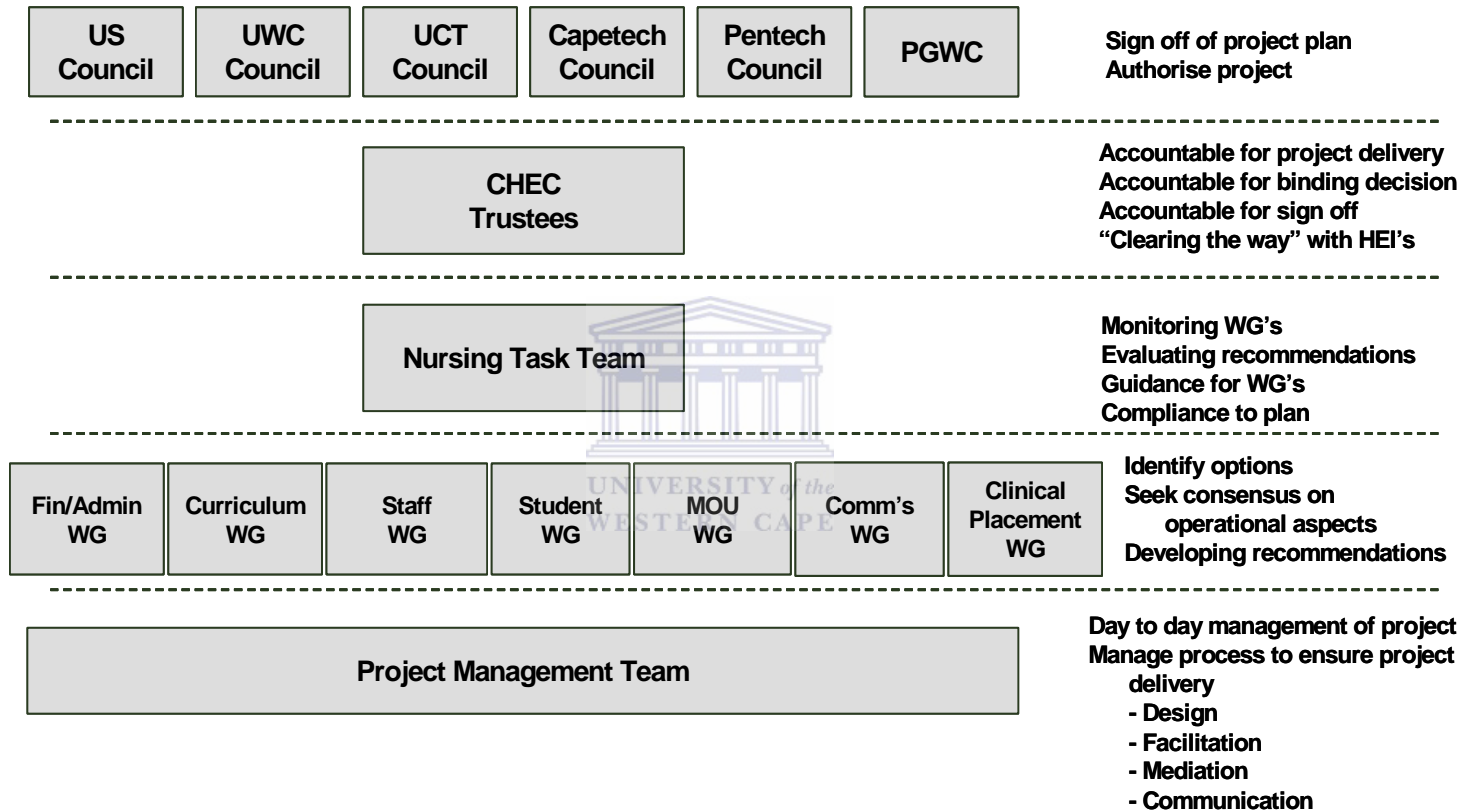 US
Council
UWC
Council
UCT
Council
Capetech
Council
Pentech
Council
PGWC
Sign off of project plan
Authorise project
CHEC
Trustees
Accountable for project delivery
Accountable for binding decision
Accountable for sign off
“Clearing the way” with HEI’s
Nursing Task Team
Monitoring WG’s
Evaluating recommendations
Guidance for WG’s
Compliance to plan
Fin/Admin
WG
Curriculum
WG
Staff
WG
Student
WG
MOU
WG
Comm’s
WG
Clinical
Placement
WG
UNIVERSITY of the
WESTERN CAPE
Identify options
Seek consensus on
operational aspects
Developing recommendations
Project Management Team
Day to day management of project
Manage process to ensure project
delivery
- Design
- Facilitation
- Mediation
- Communication